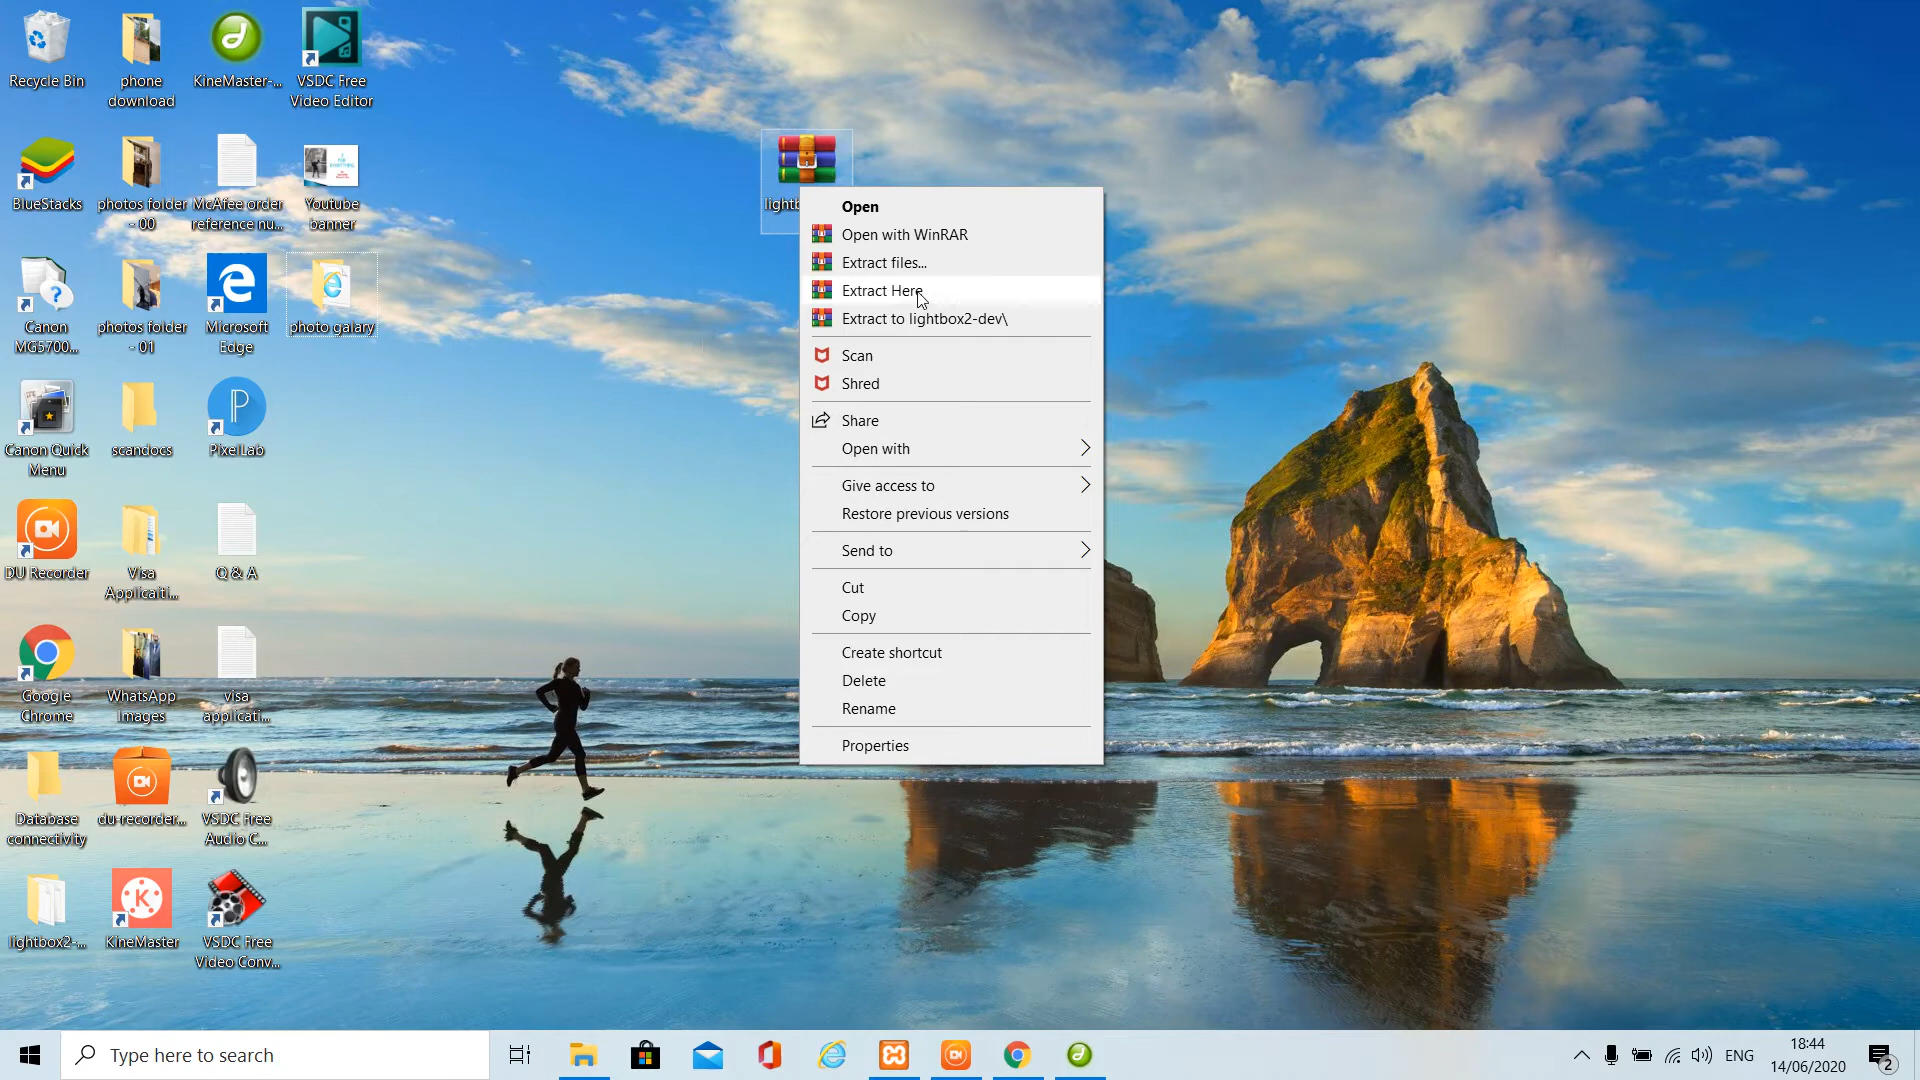 Recycle Bin
phone
download
KineMaster-...
VSDC Free
Video Editor
BlueStacks
photos folder
- 00
McAfee order
reference nu...
Youtube
banner
Canon
MG5700...
photos folder
- 01
Microsoft
Edge
photo galary
Canon Quick
Menu
scandocs
PixelLab
DU Recorder
Visa
Applicaiti...
Q & A
Google
Chrome
WhatsApp
Images
visa
applicati...
Database
connectivity
du-recorder...
VSDC Free
Audio C...
lightbox2-...
KineMaster
VSDC Free
Video Conv...
Open
Open with WinRAR
Extract files...
Extract Here
Extract to lightbox2-dev\
Scan
Shred
Share
Open with
Give access to
Restore previous versions
Send to
Cut
Copy
Create shortcut
Delete
Rename
Properties
Type here to search
ENG
18:44
14/06/2020
2